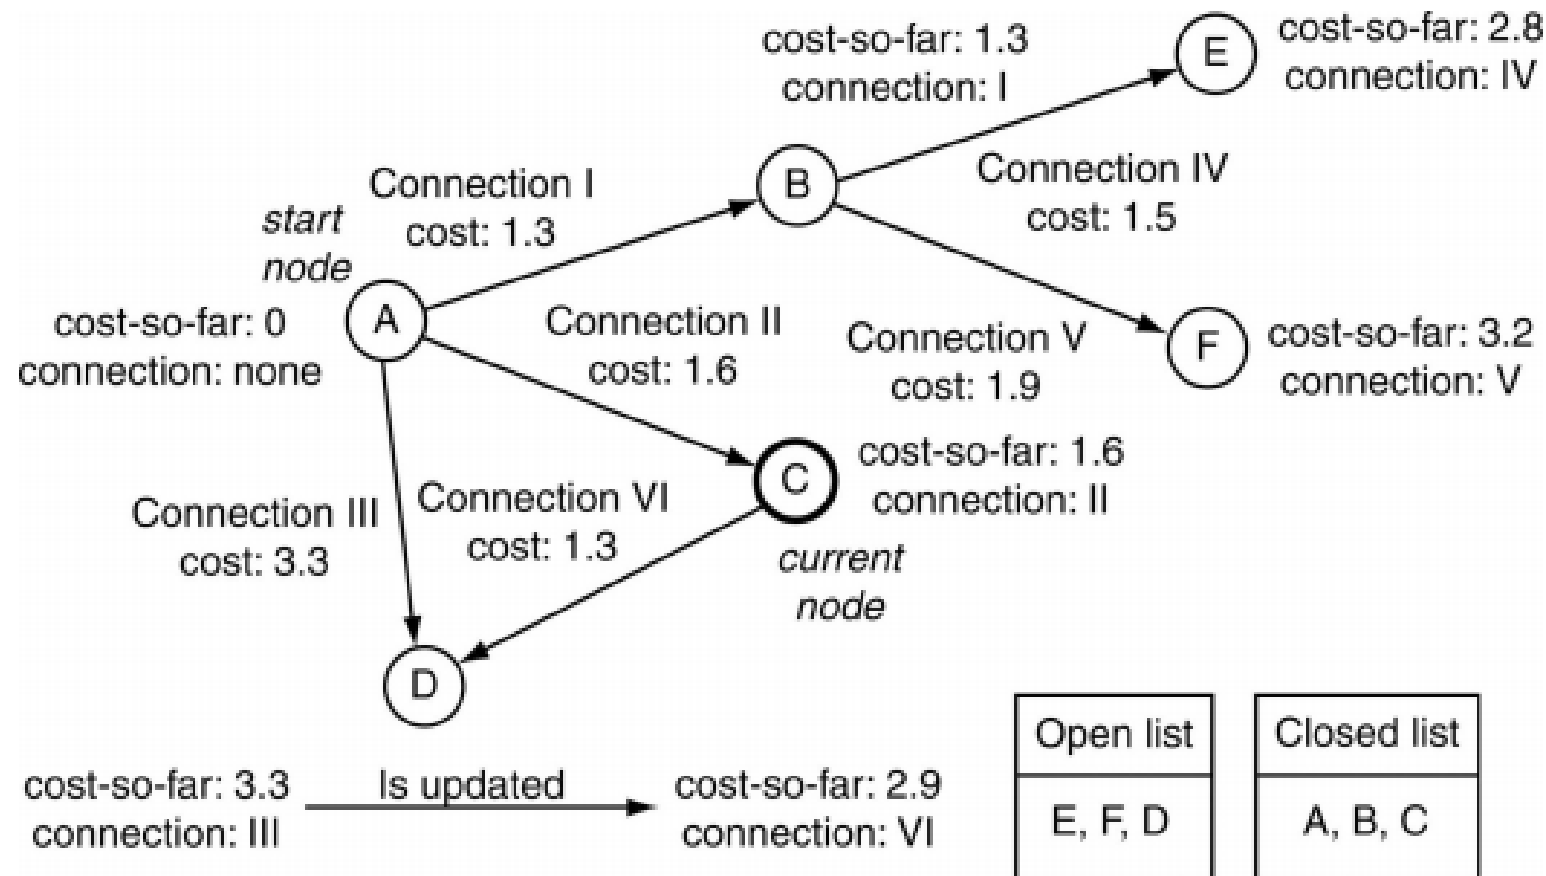 cost-so-far: 1.3
connection: I
E
cost-so-far: 2.8
connection: IV
Connection I
cost: 1.3
B
Connection IV
cost: 1.5
start
node
A
cost-so-far: 0
connection: none
Connection II
cost: 1.6
Connection V
cost: 1.9
F
cost-so-far: 3.2
connection: V
Connection III
cost: 3.3
Connection VI
cost: 1.3
C
cost-so-far: 1.6
connection: II
current
node
D
cost-so-far: 3.3
connection: III
Is updated
cost-so-far: 2.9
connection: VI
Open list
E, F, D
Closed list
A, B, C